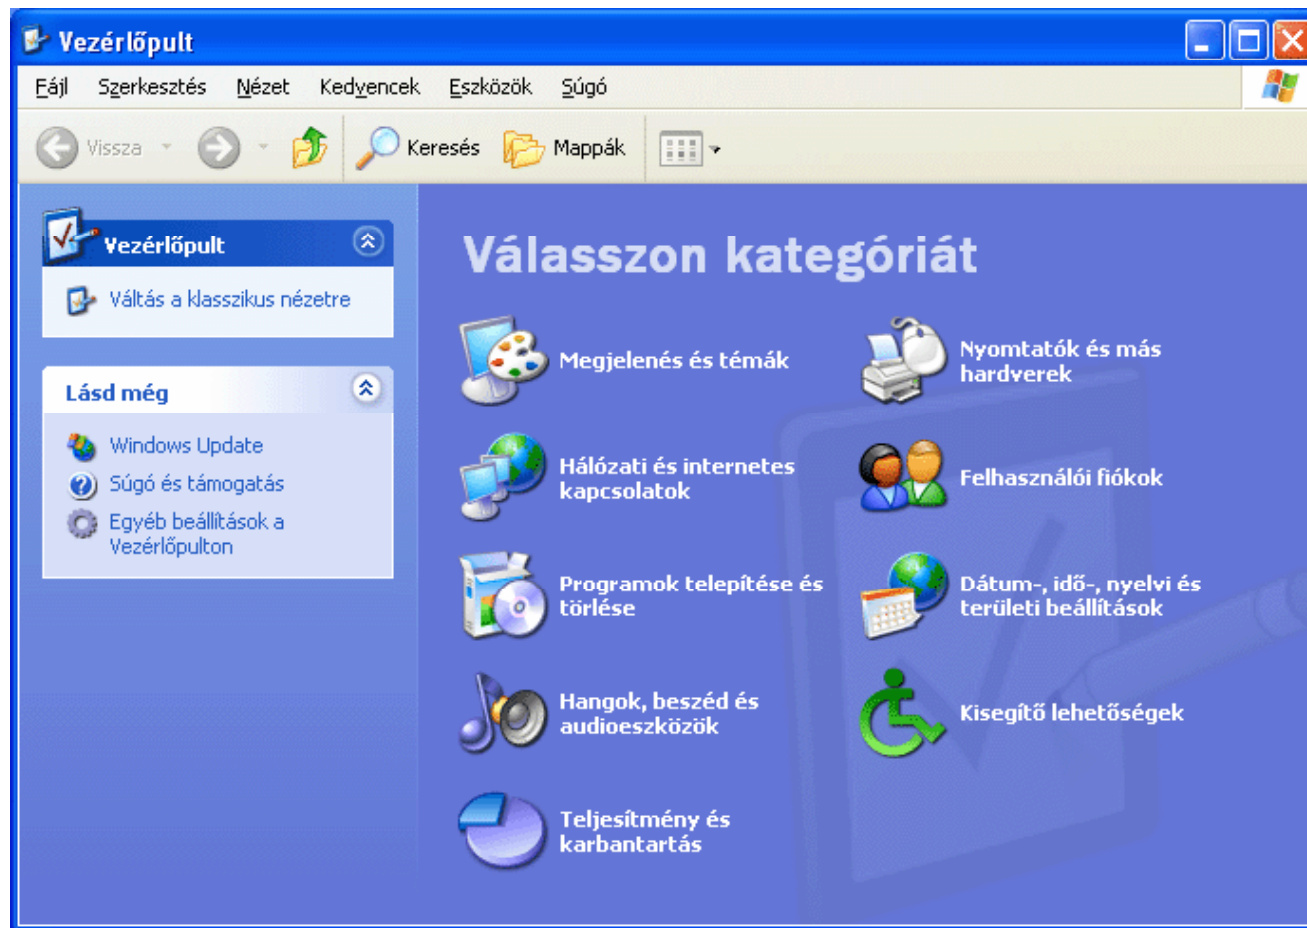 Vezérlőpult
Fájl Szerkesztés Nézet Kedvencek Eszközök Súgó
Vissza Keresés Mappák
Vezérlőpult
Váltás a klasszikus nézetre
Lásd még
Windows Update
Súgó és támogatás
Egyéb beállítások a
Vezérlőpulton
Válasszon kategóriát
Megjelenés és témák
Nyomtatók és más
hardverek
Hálózati és internetes
kapcsolatok
Felhasználói fiókok
Programok telepítése és
törlése
Dátum-, idő-, nyelvi és
területi beállítások
Hangok, beszéd és
audioeszközök
Kisegítő lehetőségek
Teljesítmény és
karbantartás